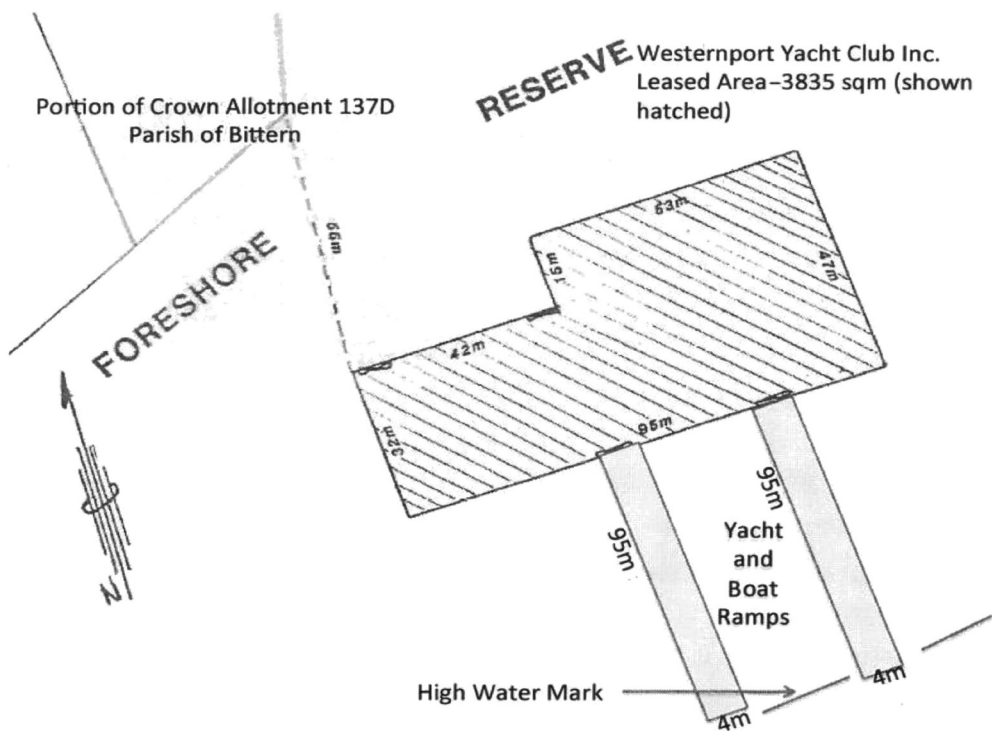 RESERVE
Westernport Yacht Club Inc.
Leased Area–3835 sqm (shown
hatched)
Portion of Crown Allotment 137D
Parish of Bittern
FORESHORE
66m
53m
15m
47m
42m
32m
95m
95m
95m
Yacht
and
Boat
Ramps
N
High Water Mark
4m
4m